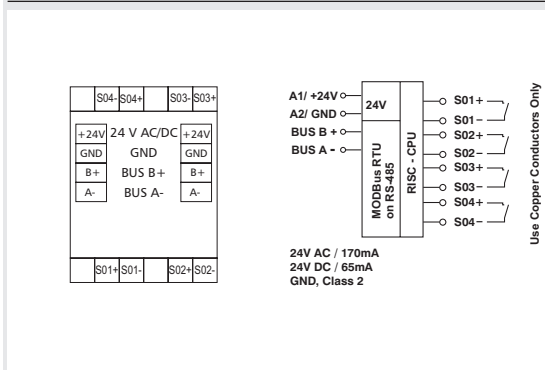 S04- S04+ S03- S03+
+24V 24 V AC/DC +24V
GND GND GND
B+ BUS B+ B+
A- BUS A- A-
S01+ S01- S02+ S02-
A1/ +24V
A2/ GND
BUS B +
BUS A -
24V
MODBus RTU
on RS-485
RISC - CPU
S01+
S01-
S02+
S02-
S03+
S03-
S04+
S04-
Use Copper Conductors Only
24V AC / 170mA
24V DC / 65mA
GND, Class 2